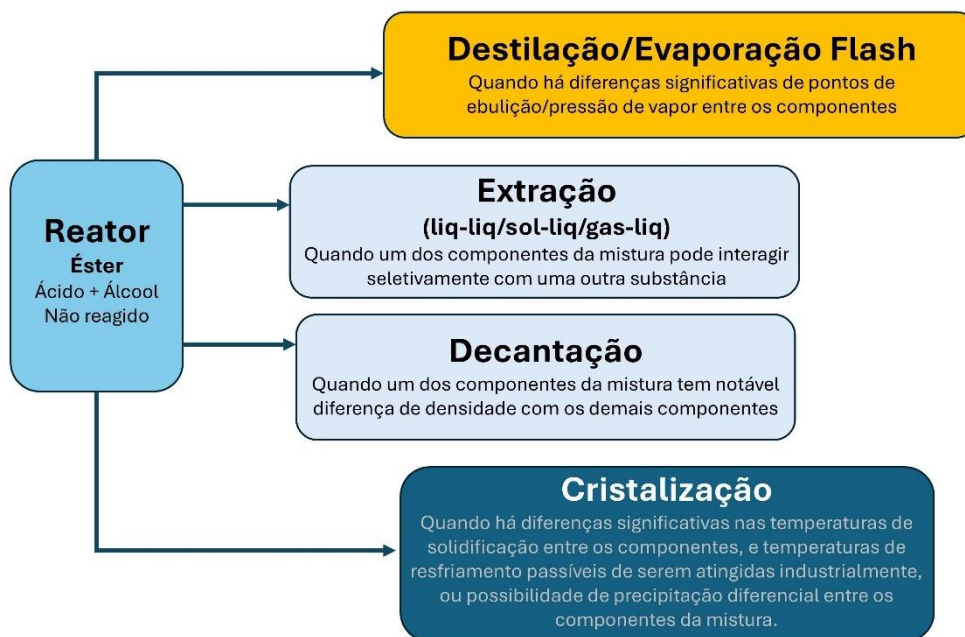 Destilação/Evaporação Flash
Quando há diferenças significativas de pontos de
ebulição/pressão de vapor entre os componentes
Reator
Éster
Ácido + Álcool
Não reagido
Extração
(liq-liq/sol-liq/gas-liq)
Quando um dos componentes da mistura pode interagir
seletivamente com uma outra substância
Decantação
Quando um dos componentes da mistura tem notável
diferença de densidade com os demais componentes
Cristalização
Quando há diferenças significativas nas temperaturas de
solidificação entre os componentes, e temperaturas de
resfriamento passíveis de serem atingidas industrialmente,
ou possibilidade de precipitação diferencial entre os
componentes da mistura.